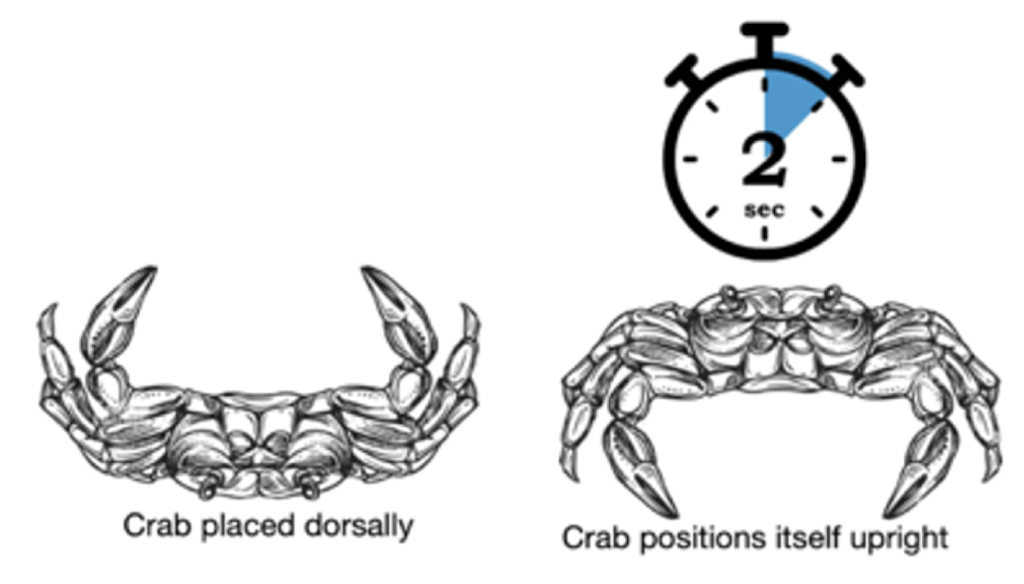 2
sec
Crab placed dorsally
Crab positions itself upright